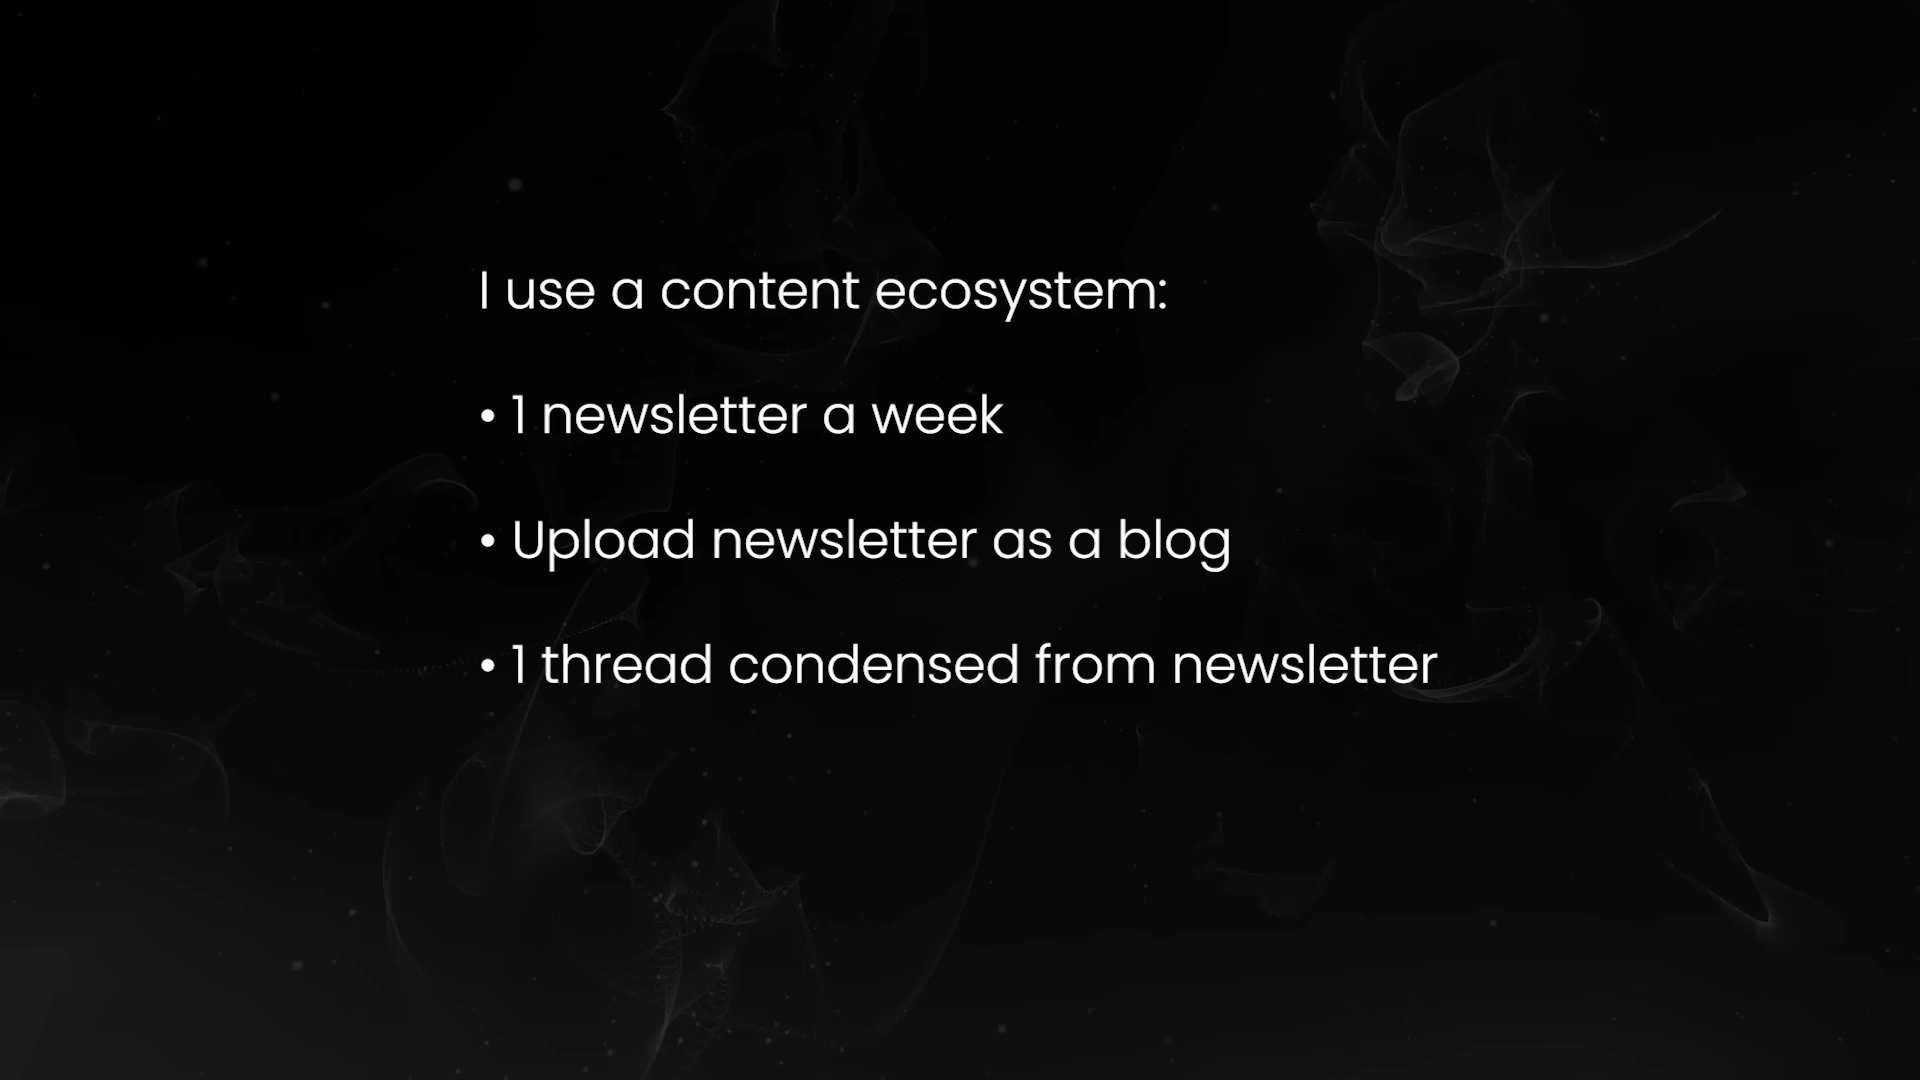 I use a content ecosystem:
• 1 newsletter a week
• Upload newsletter as a blog
• 1 thread condensed from newsletter